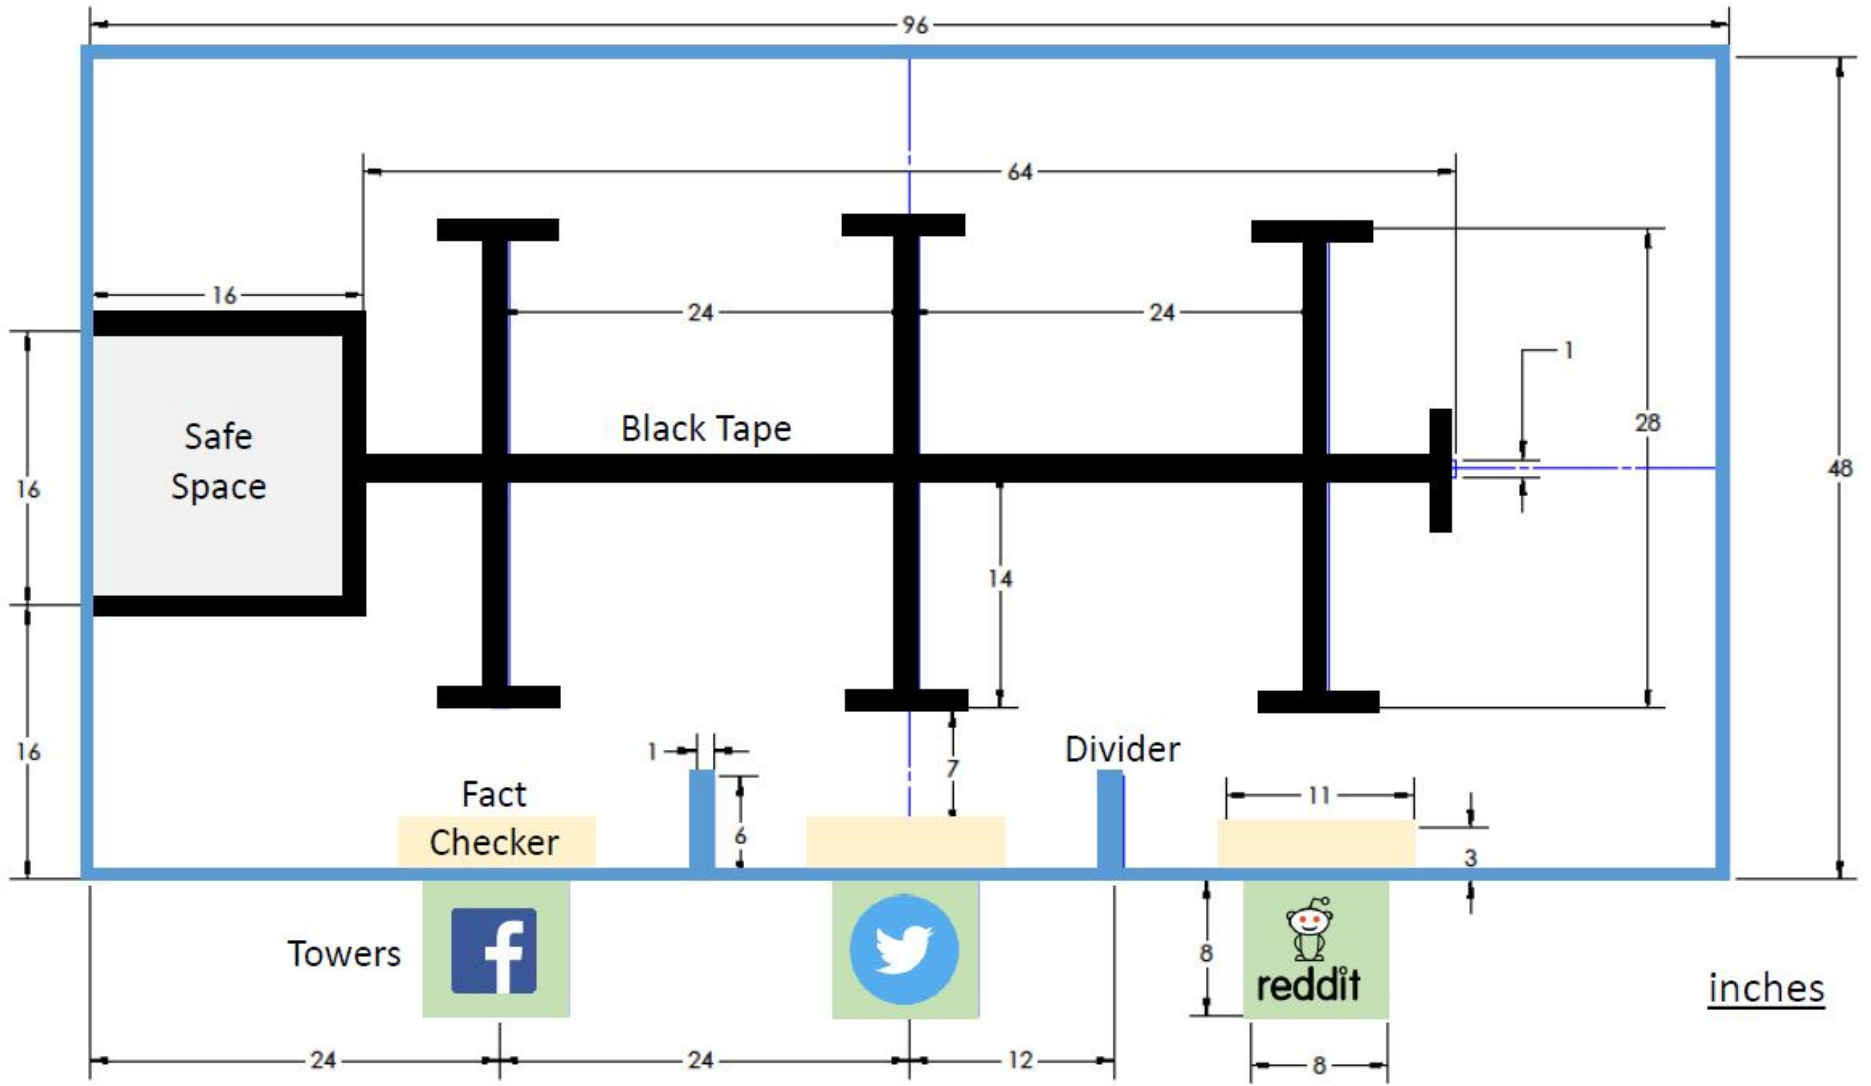 96
64
16
24
24
1
Safe
Space
Black Tape
28
48
16
14
16
1
7
Divider
Fact
Checker
6
11
3
Towers
f
8
reddit
inches
24
24
12
8